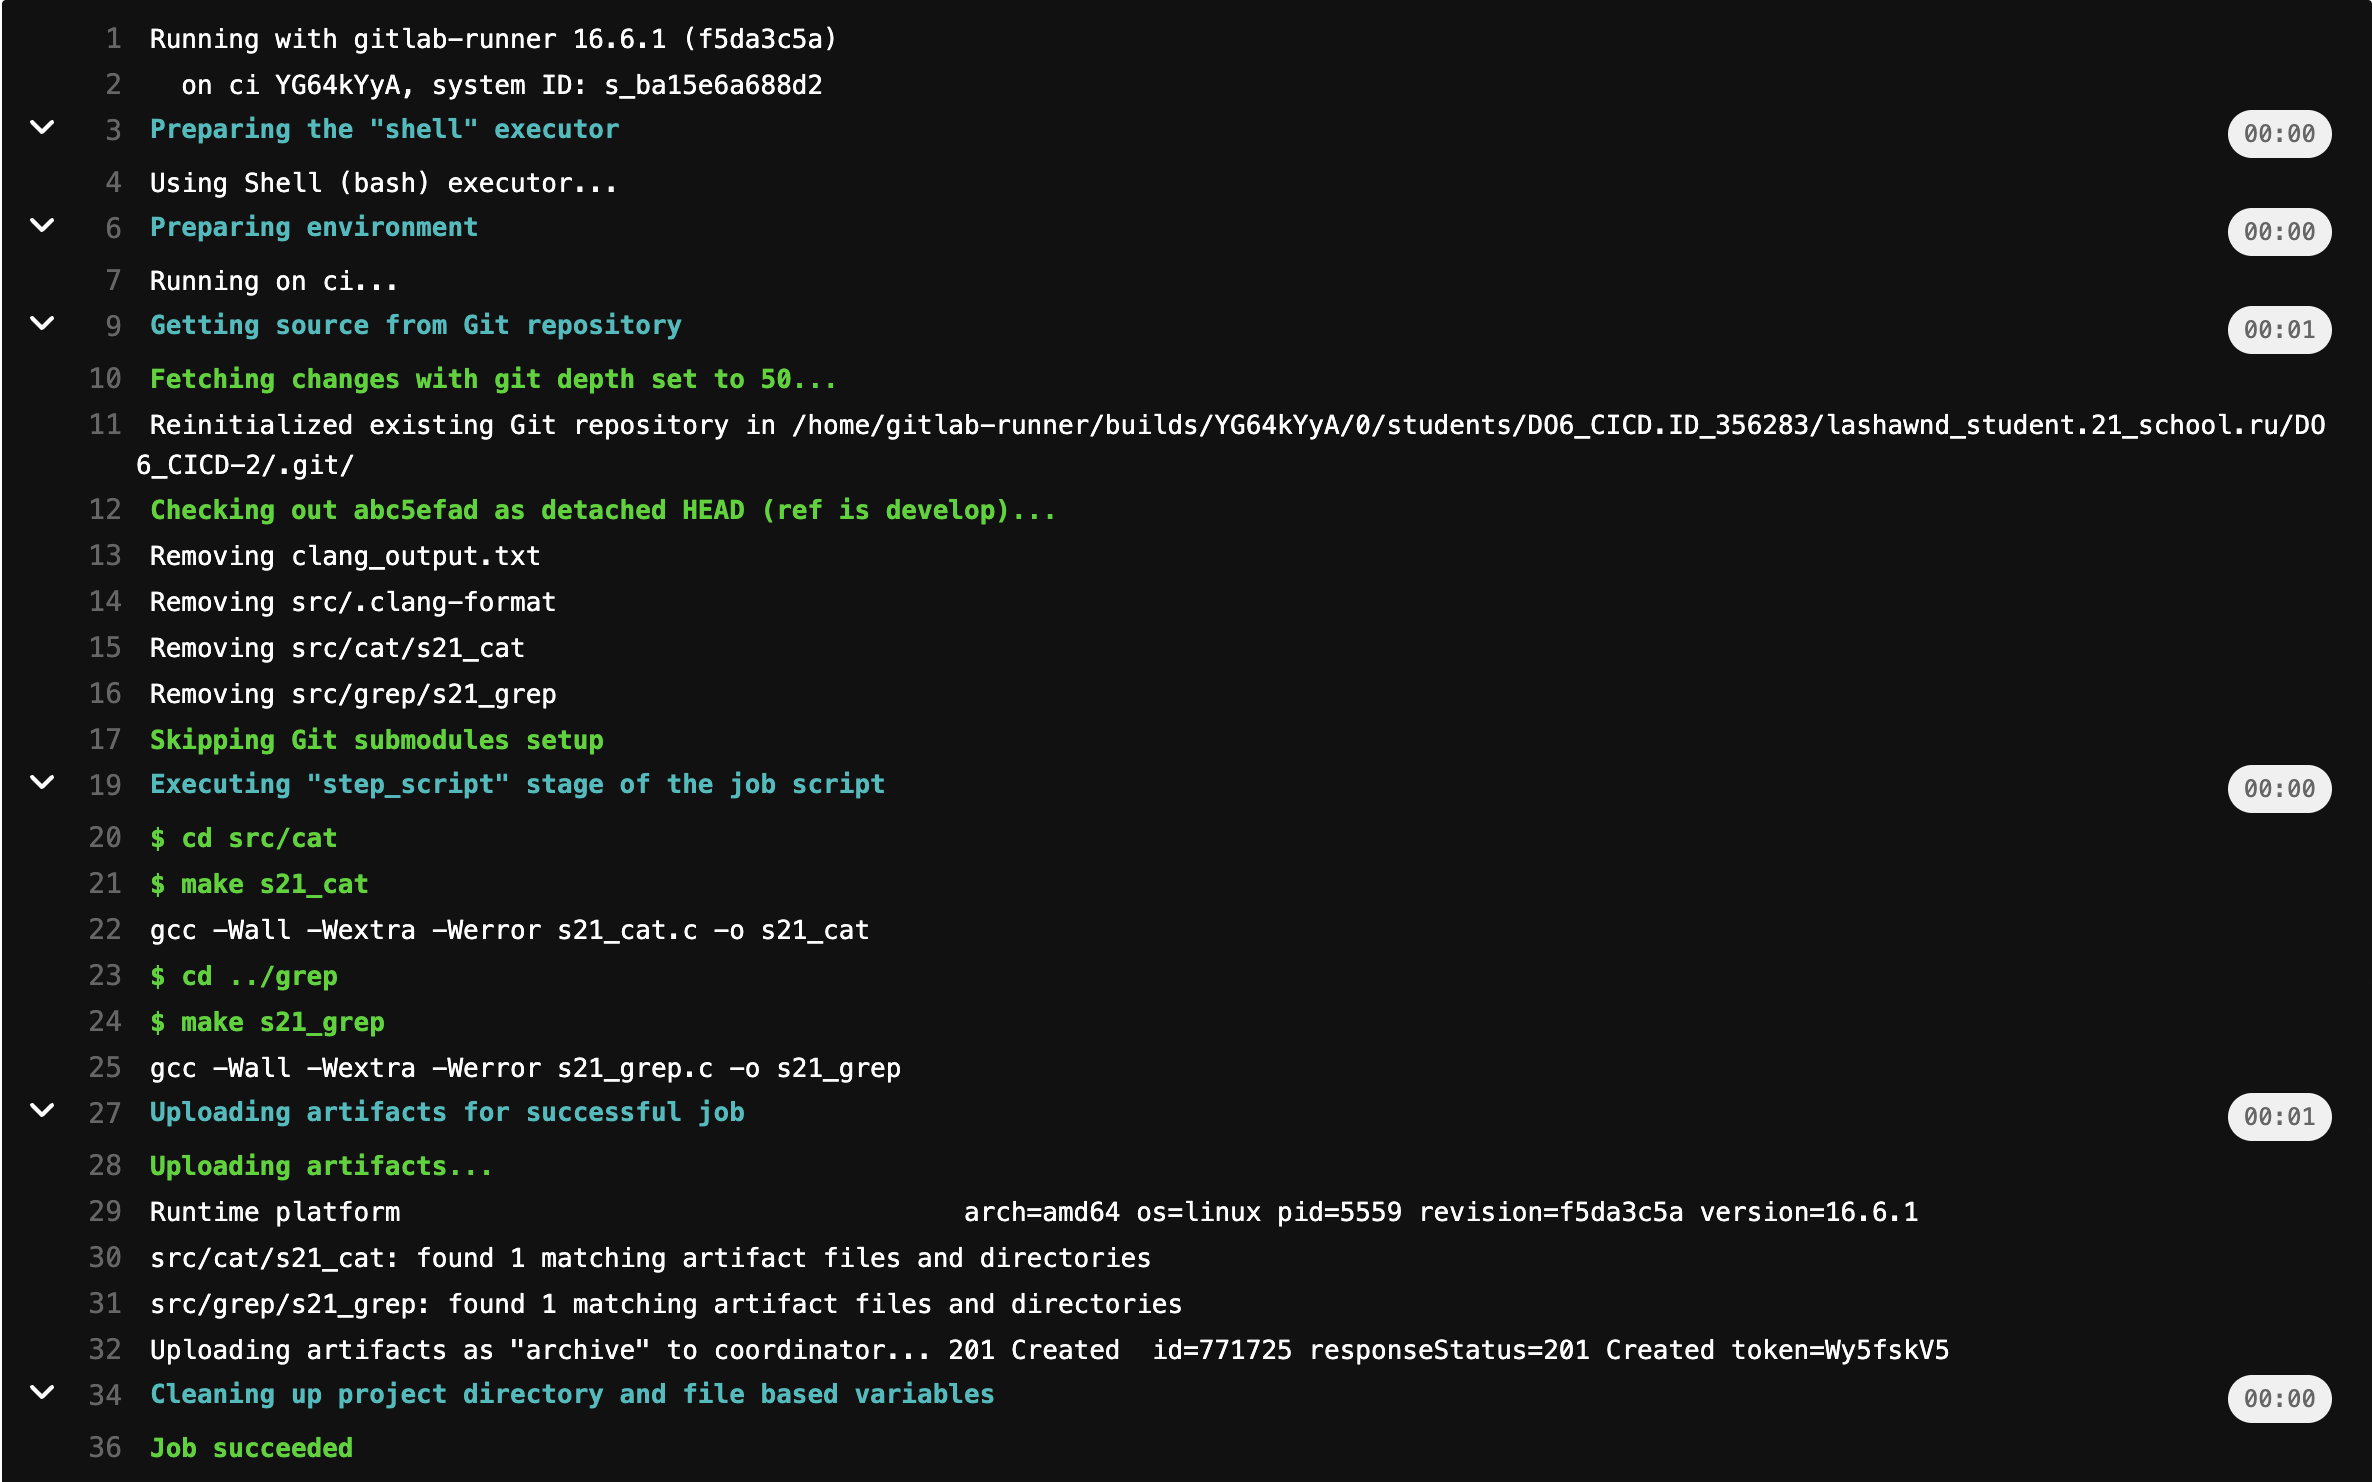 1 Running with gitlab-runner 16.6.1 (f5da3c5a)
2 on ci YG64kYyA, system ID: s_ba15e6a688d2
3 Preparing the "shell" executor 00:00
4 Using Shell (bash) executor...
6 Preparing environment 00:00
7 Running on ci...
9 Getting source from Git repository 00:01
10 Fetching changes with git depth set to 50...
11 Reinitialized existing Git repository in /home/gitlab-runner/builds/YG64kYyA/0/students/DO6_CICD.ID_356283/lashawnd_student.21_school.ru/DO
6_CICD-2/.git/
12 Checking out abc5efad as detached HEAD (ref is develop)...
13 Removing clang_output.txt
14 Removing src/.clang-format
15 Removing src/cat/s21_cat
16 Removing src/grep/s21_grep
17 Skipping Git submodules setup
19 Executing "step_script" stage of the job script 00:00
20 $ cd src/cat
21 $ make s21_cat
22 gcc -Wall -Wextra -Werror s21_cat.c -o s21_cat
23 $ cd ../grep
24 $ make s21_grep
25 gcc -Wall -Wextra -Werror s21_grep.c -o s21_grep
27 Uploading artifacts for successful job 00:01
28 Uploading artifacts...
29 Runtime platform arch=amd64 os=linux pid=5559 revision=f5da3c5a version=16.6.1
30 src/cat/s21_cat: found 1 matching artifact files and directories
31 src/grep/s21_grep: found 1 matching artifact files and directories
32 Uploading artifacts as "archive" to coordinator... 201 Created id=771725 responseStatus=201 Created token=Wy5fskV5
34 Cleaning up project directory and file based variables 00:00
36 Job succeeded